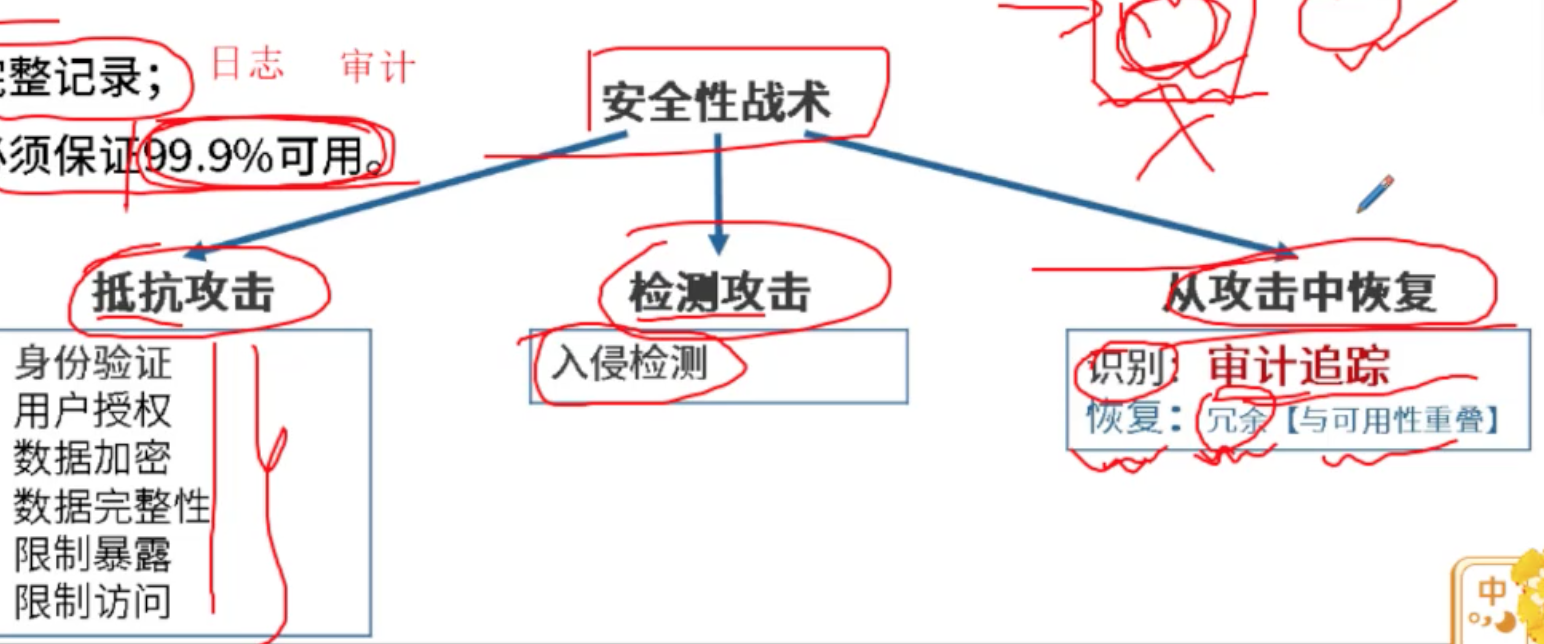 整记录； 日志 审计
须保证99.9%可用。
安全性战术
抵抗攻击
身份验证
用户授权
数据加密
数据完整性
限制暴露
限制访问
检测攻击
入侵检测
从攻击中恢复
识别：审计追踪
恢复：冗余【与可用性重叠】
中